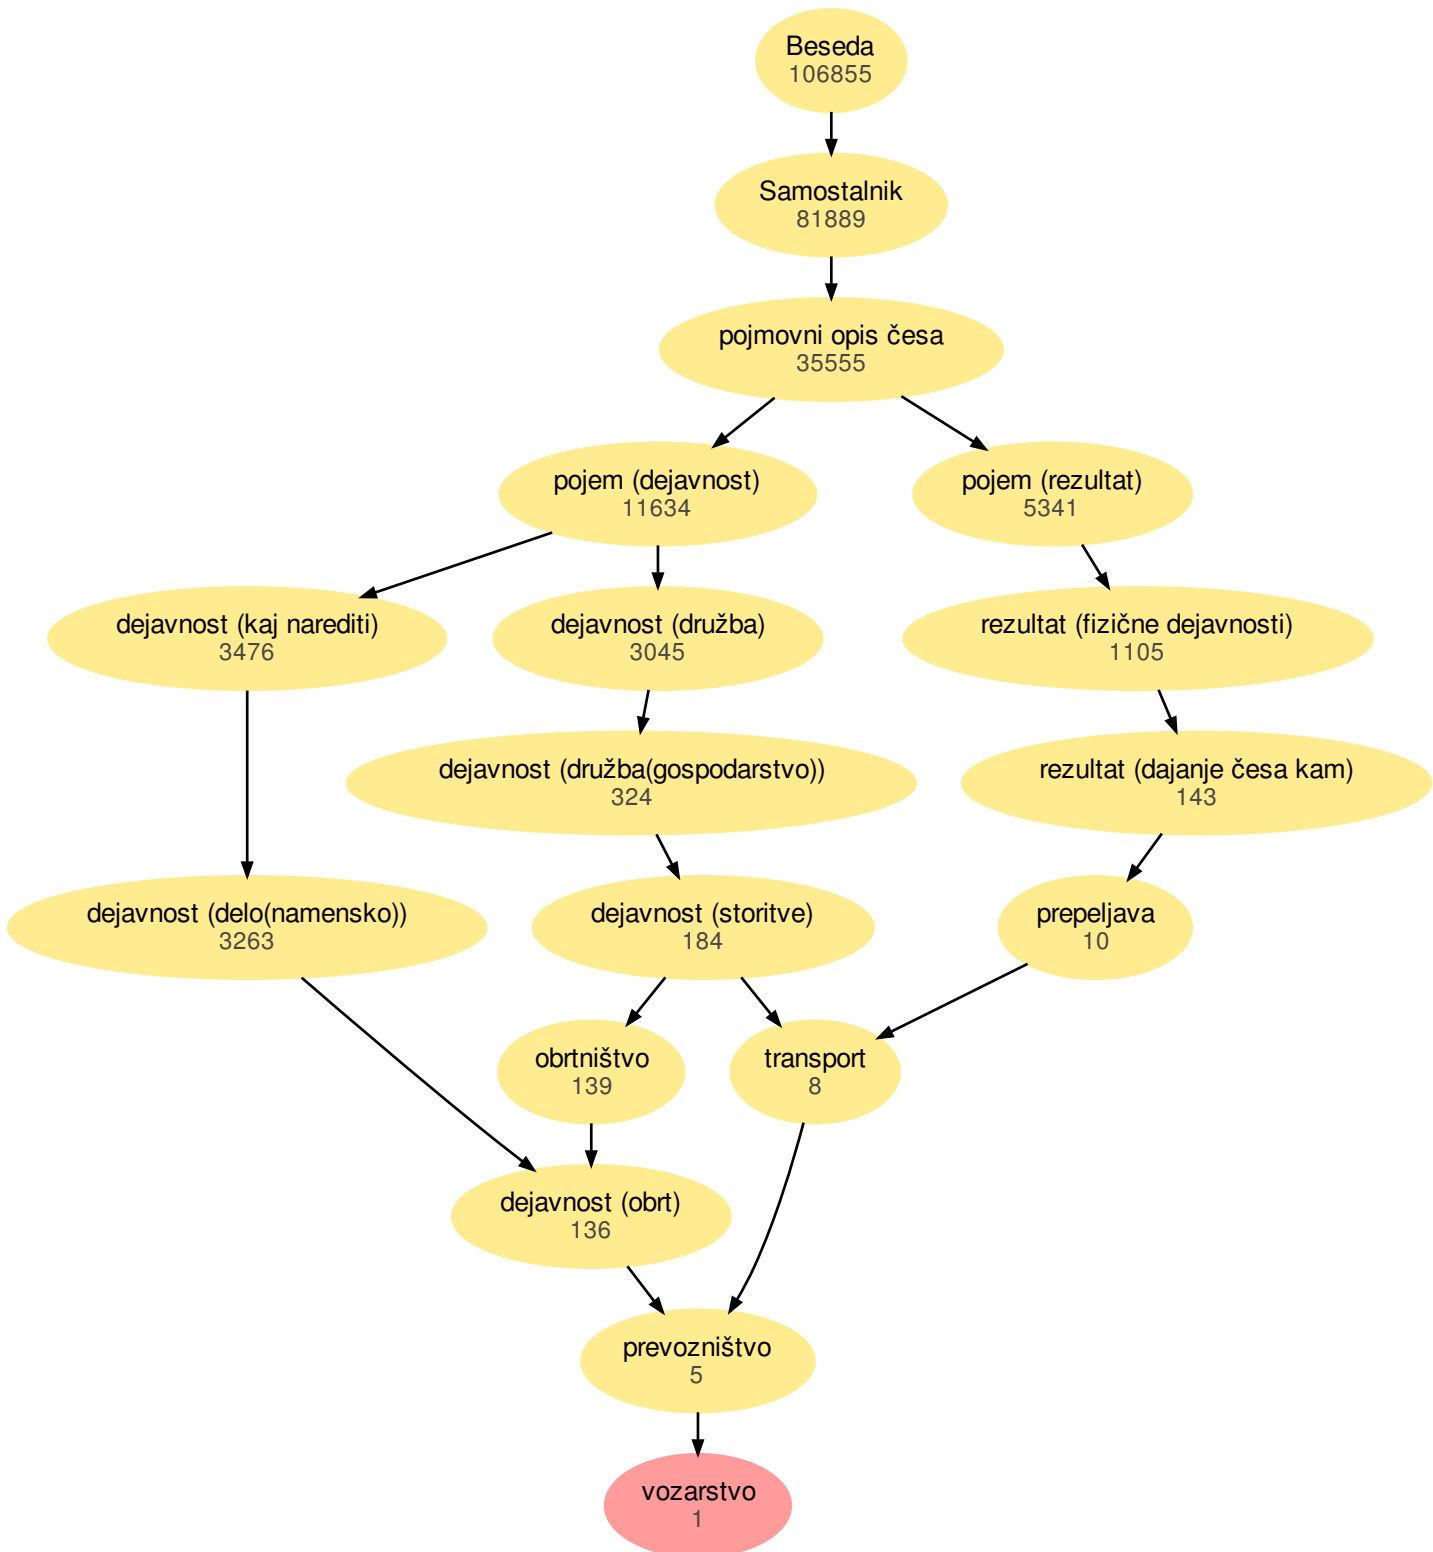 Beseda
106855
Samostalnik
81889
pojmovni opis česa
35555
pojem (dejavnost)
11634
pojem (rezultat)
5341
dejavnost (kaj narediti)
3476
dejavnost (družba)
3045
rezultat (fizične dejavnosti)
1105
dejavnost (družba(gospodarstvo))
324
rezultat (dajanje česa kam)
143
dejavnost (delo(namensko))
3263
dejavnost (storitve)
184
prepeljava
10
obrtništvo
139
transport
8
dejavnost (obrt)
136
prevozništvo
5
vozarstvo
1